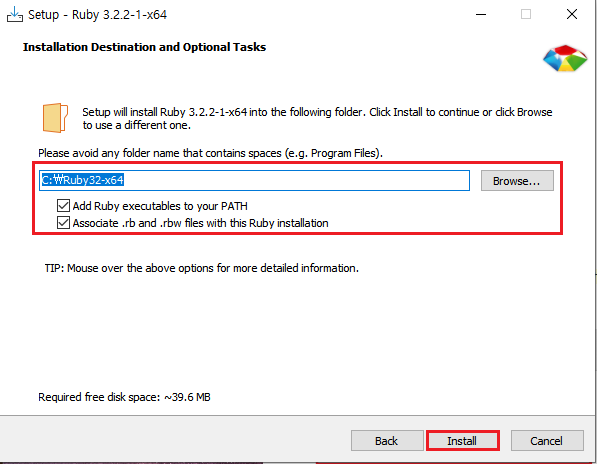 Setup - Ruby 3.2.2-1-x64
Installation Destination and Optional Tasks
Setup will install Ruby 3.2.2-1-x64 into the following folder. Click Install to continue or click Browse
to use a different one.
Please avoid any folder name that contains spaces (e.g. Program Files).
C:₩Ruby32-x64
Browse...
Add Ruby executables to your PATH
Associate .rb and .rbw files with this Ruby installation
TIP: Mouse over the above options for more detailed information.
Required free disk space: ~39.6 MB
Back Install Cancel